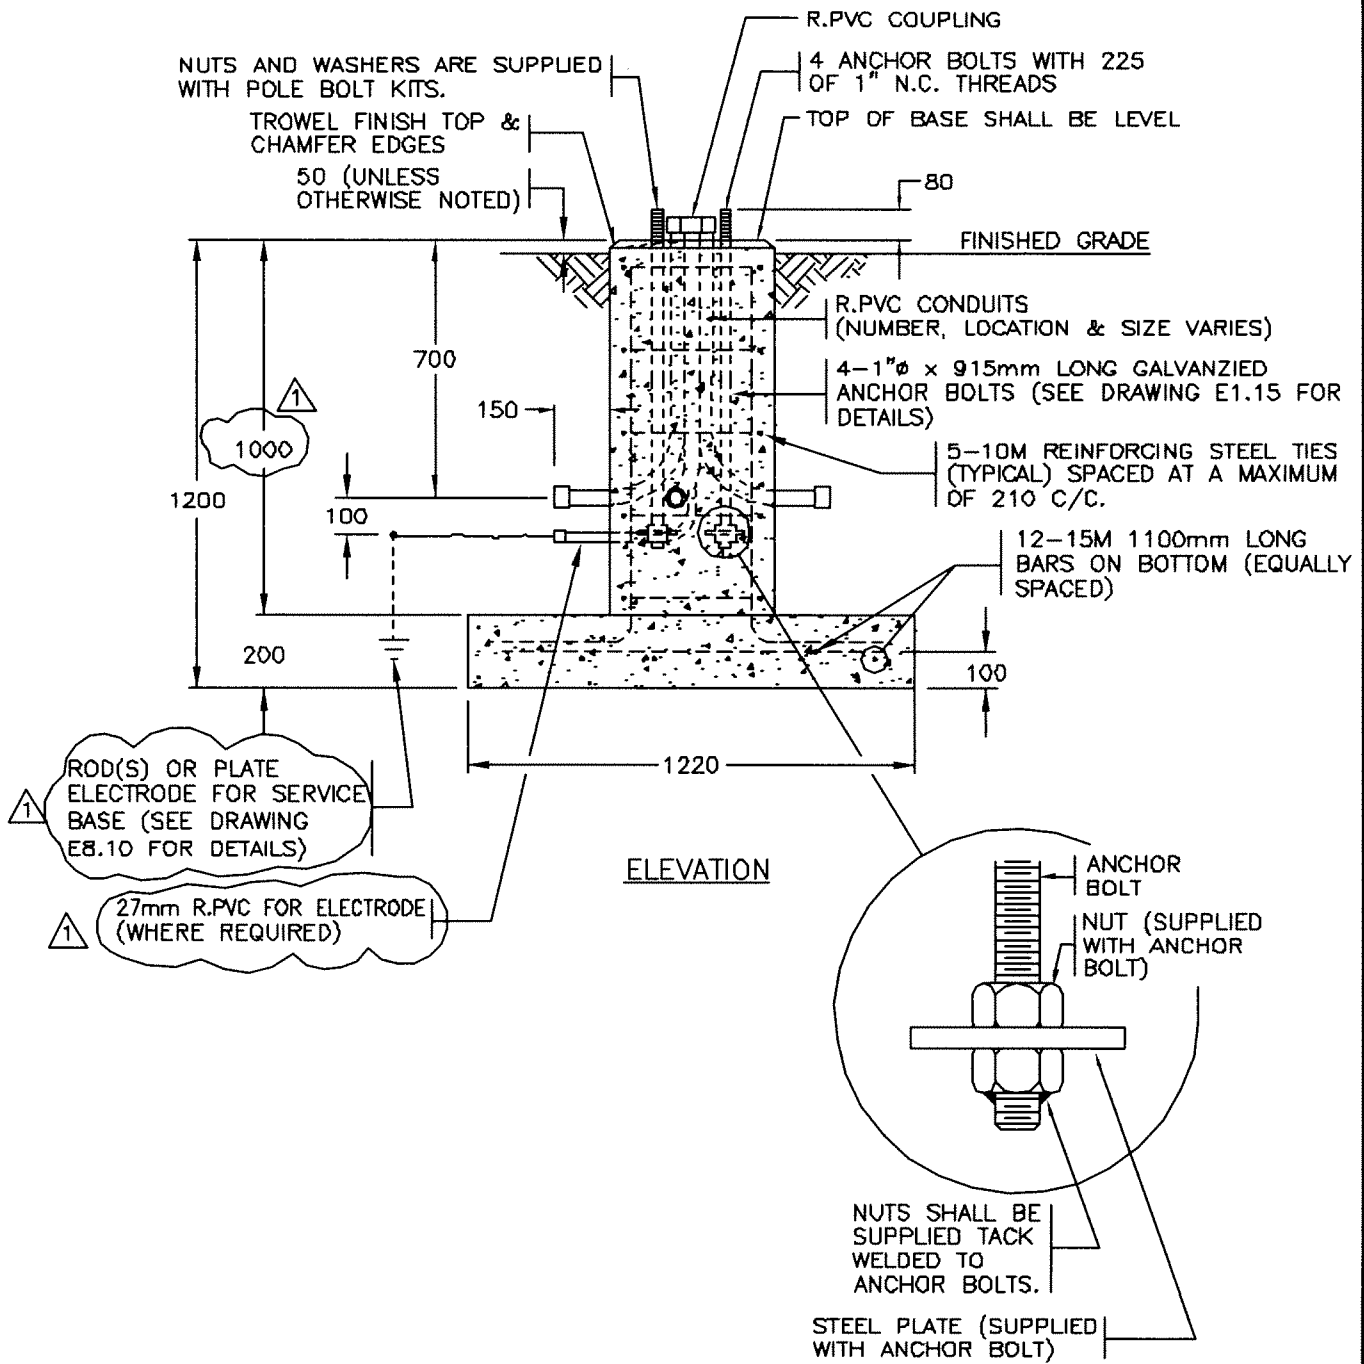 R.PVC COUPLING
NUTS AND WASHERS ARE SUPPLIED
WITH POLE BOLT KITS.
4 ANCHOR BOLTS WITH 225
OF 1" N.C. THREADS
TROWEL FINISH TOP &
CHAMFER EDGES
TOP OF BASE SHALL BE LEVEL
50 (UNLESS
OTHERWISE NOTED)
80
FINISHED GRADE
R.PVC CONDUITS
(NUMBER, LOCATION & SIZE VARIES)
700
4-1"ø x 915mm LONG GALVANZIED
ANCHOR BOLTS (SEE DRAWING E1.15 FOR
DETAILS)
1
150
1000
5-10M REINFORCING STEEL TIES
(TYPICAL) SPACED AT A MAXIMUM
OF 210 C/C.
1200
100
12-15M 1100mm LONG
BARS ON BOTTOM (EQUALLY
SPACED)
200
100
1220
ROD(S) OR PLATE
ELECTRODE FOR SERVICE
BASE (SEE DRAWING
E8.10 FOR DETAILS)
1
ELEVATION
27mm R.PVC FOR ELECTRODE
(WHERE REQUIRED)
1
ANCHOR
BOLT
NUT (SUPPLIED
WITH ANCHOR
BOLT)
NUTS SHALL BE
SUPPLIED TACK
WELDED TO
ANCHOR BOLTS.
STEEL PLATE (SUPPLIED
WITH ANCHOR BOLT)